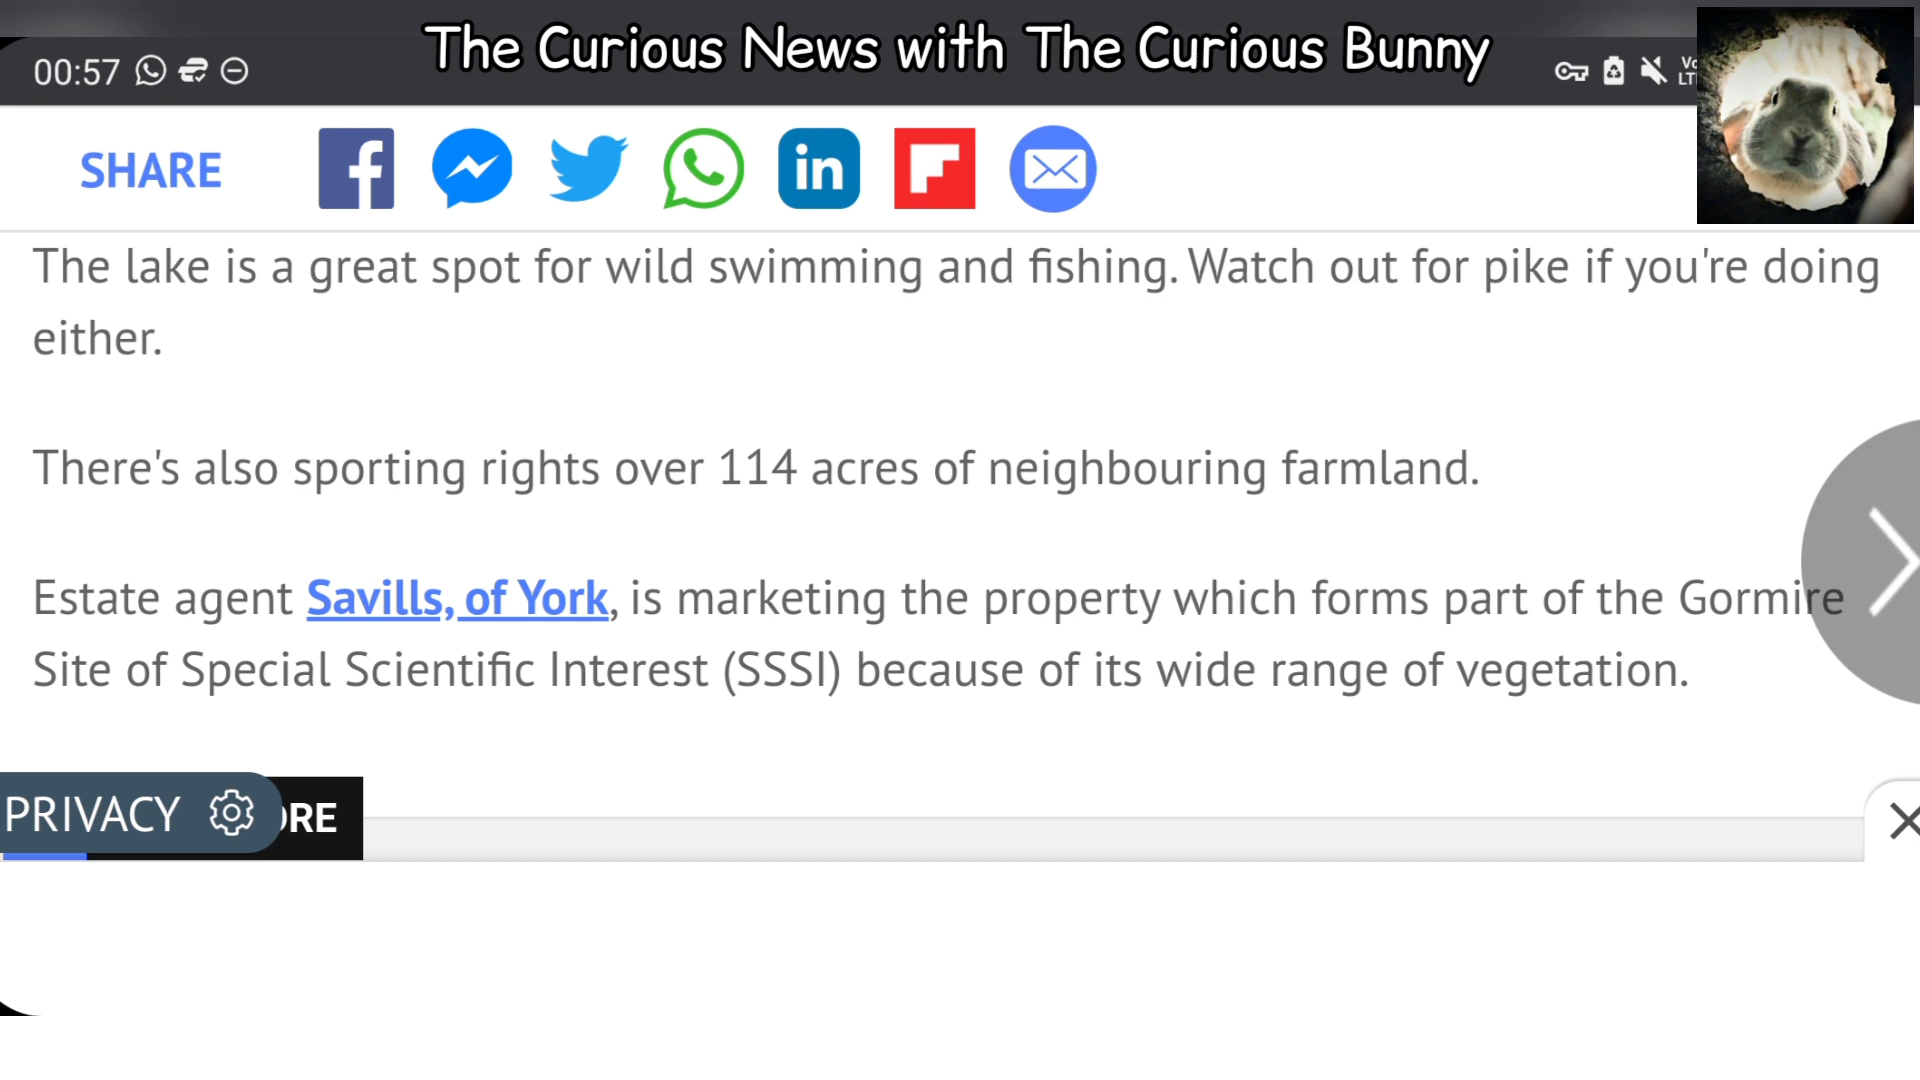 The Curious News with The Curious Bunny
00:57
SHARE
The lake is a great spot for wild swimming and fishing. Watch out for pike if you're doing
either.
There's also sporting rights over 114 acres of neighbouring farmland.
Estate agent Savills, of York, is marketing the property which forms part of the Gormire
Site of Special Scientific Interest (SSSI) because of its wide range of vegetation.
PRIVACY